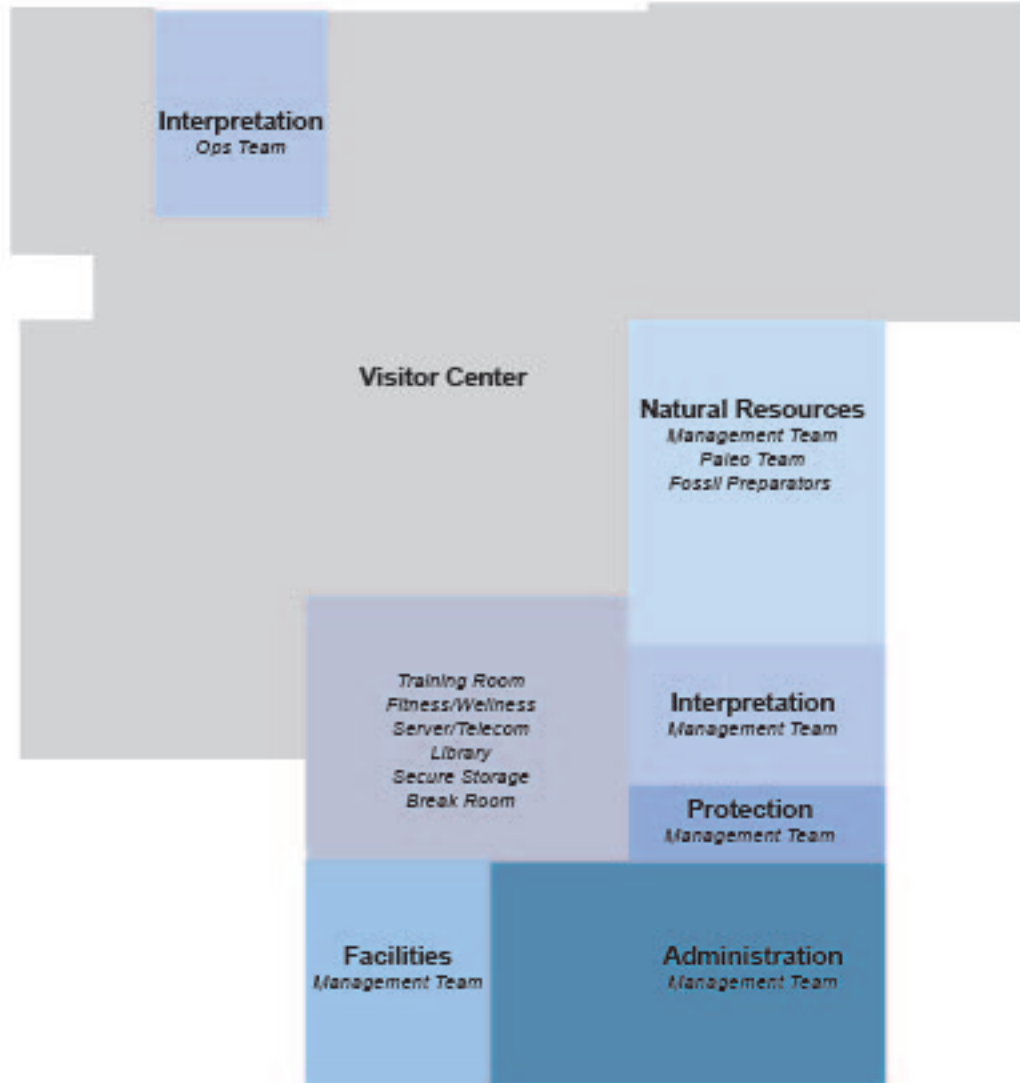 Interpretation
Ops Team
Visitor Center
Natural Resources
Management Team
Paleo Team
Fossil Preparators
Training Room
Fitness/Wellness
Server/Telecom
Library
Secure Storage
Break Room
Interpretation
Management Team
Protection
Management Team
Facilities
Management Team
Administration
Management Team